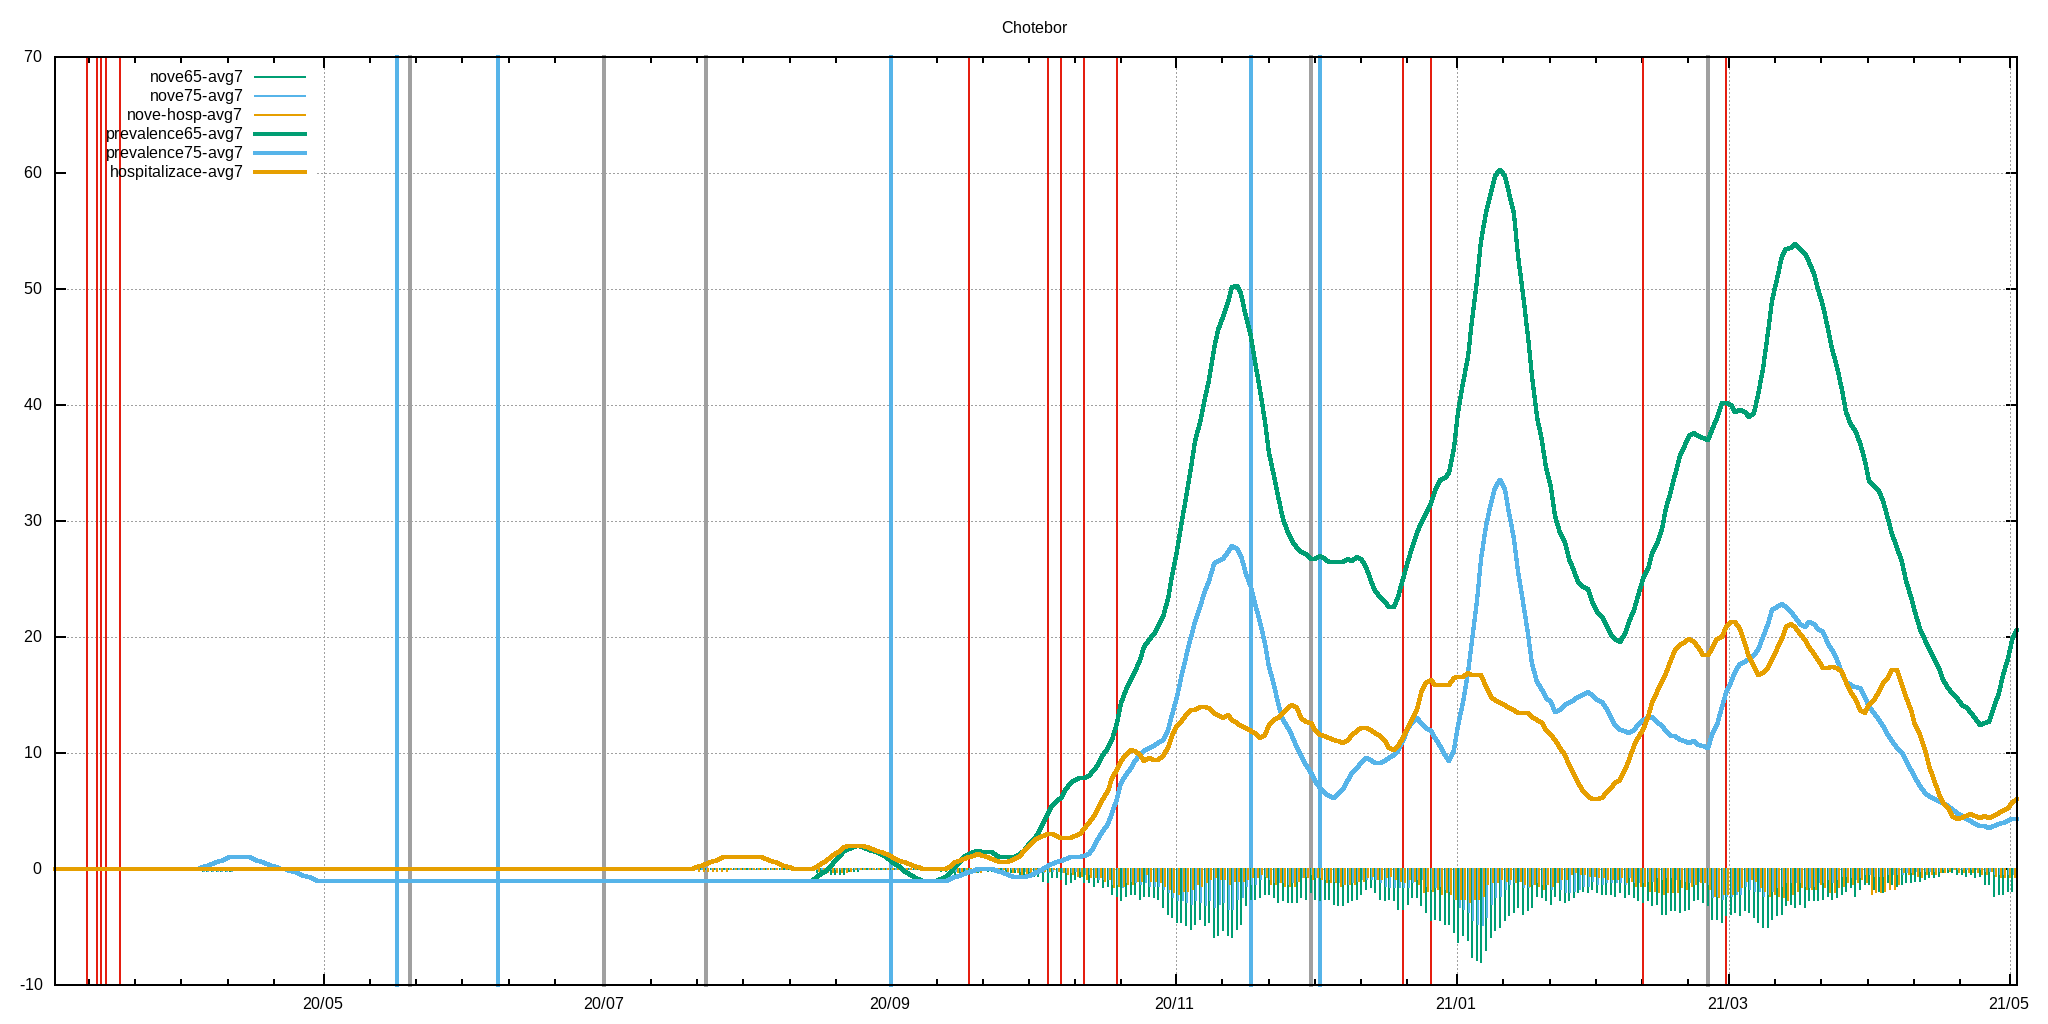 Chotebor
70
60
50
40
30
20
10
0
-10
nove65-avg7
nove75-avg7
nove-hosp-avg7
prevalence65-avg7
prevalence75-avg7
hospitalizace-avg7
20/05 20/07 20/09 20/11 21/01 21/03 21/05